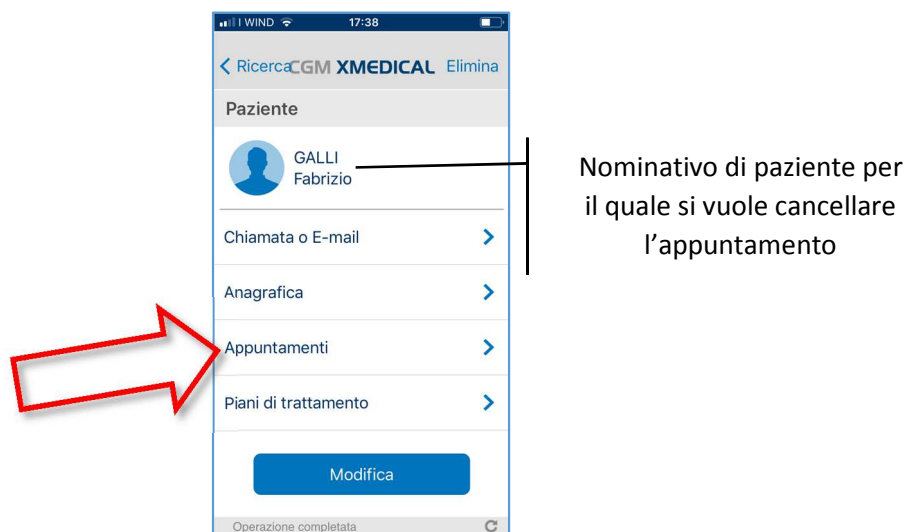 I WIND 17:38
Ricerca CGM XMEDICAL Elimina
Paziente
GALLI
Fabrizio
Chiamata o E-mail
Anagrafica
Appuntamenti
Piani di trattamento
Modifica
Operazione completata
Nominativo di paziente per
il quale si vuole cancellare
l’appuntamento